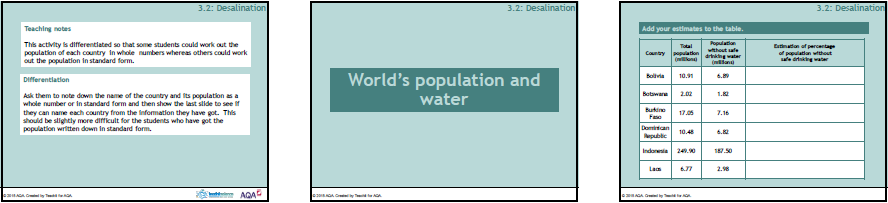 3.2: Desalination
Teaching notes
This activity is differentiated so that some students could work out the
population of each country in whole numbers whereas others could work
out the population in standard form.
Differentiation
Ask them to note down the name of the country and its population as a
whole number or in standard form and then show the last slide to see if
they can name each country from the information they have got. This
should be slightly more difficult for the students who have got the
population written down in standard form.
© 2015 AQA. Created by Teachit for AQA.
AQA
3.2: Desalination
World's population and
water
© 2015 AQA. Created by Teachit for AQA.
3.2: Desalination
Add your estimates to the table.
Country
Total
population
(millions)
Population
without safe
drinking water
(millions)
Estimation of percentage
of population without
safe drinking water
Bolivia 10.91 6.89
Botswana 2.02 1.82
Burkino
Faso 17.05 7.16
Dominican
Republic 10.48 6.82
Indonesia 249.90 187.50
Laos 6.77 2.98
© 2015 AQA. Created by Teachit for AQA.